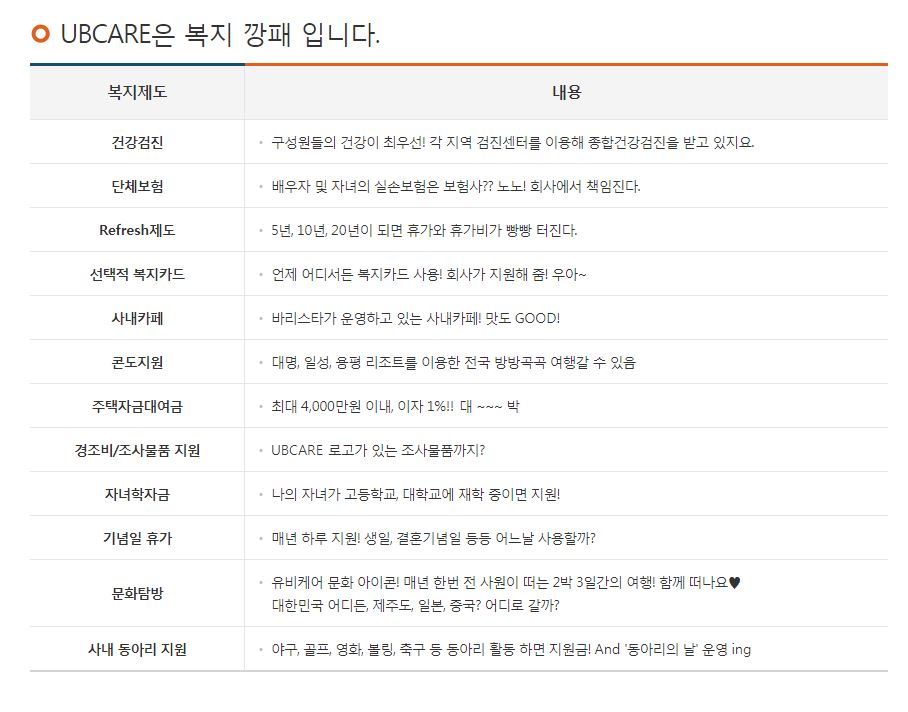 UBCARE은 복지 깡패 입니다.
복지제도 내용
건강검진 • 구성원들의 건강이 최우선! 각 지역 검진센터를 이용해 종합건강검진을 받고 있지요.
단체보험 • 배우자 및 자녀의 실손보험은 보험사?? 노노! 회사에서 책임진다.
Refresh제도 • 5년, 10년, 20년이 되면 휴가와 휴가비가 빵빵 터진다.
선택적 복지카드 • 언제 어디서든 복지카드 사용! 회사가 지원해 줌! 우아~
사내카페 • 바리스타가 운영하고 있는 사내카페! 맛도 GOOD!
콘도지원 • 대명, 일성, 용평 리조트를 이용한 전국 방방곡곡 여행갈 수 있음
주택자금대여금 • 최대 4,000만원 이내, 이자 1%!! 대 ~~~ 박
경조비/조사물품 지원 • UBCARE 로고가 있는 조사물품까지?
자녀학자금 • 나의 자녀가 고등학교, 대학교에 재학 중이면 지원!
기념일 휴가 • 매년 하루 지원! 생일, 결혼기념일 등등 어느날 사용할까?
문화탐방 • 유비케어 문화 아이콘! 매년 한번 전 사원이 떠는 2박 3일간의 여행! 함께 떠나요♥
대한민국 어디든, 제주도, 일본, 중국? 어디로 갈까?
사내 동아리 지원 • 야구, 골프, 영화, 볼링, 축구 등 동아리 활동 하면 지원금! And '동아리의 날' 운영 ing